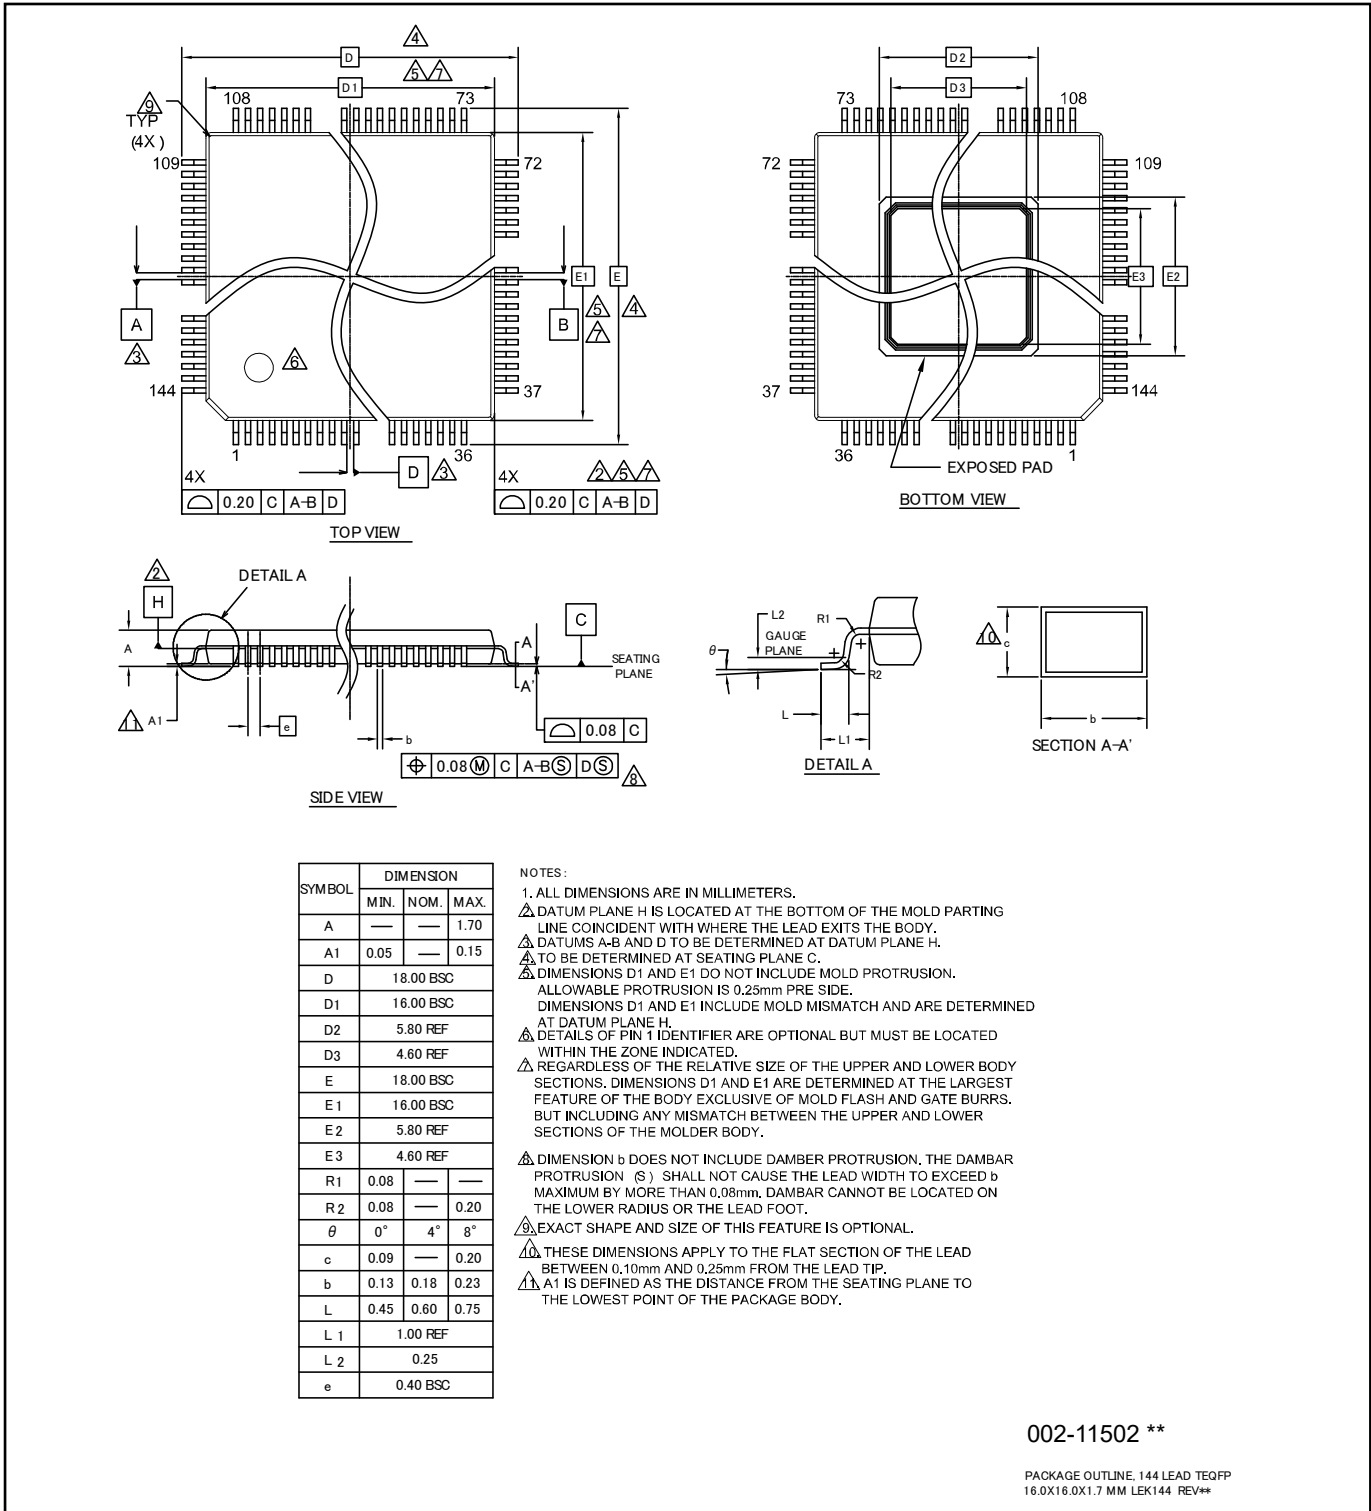 4
D
5 7
D1
108 73
9
TYP
(4X)
109 72
E1 E
A B
5 4
3 7
6
144 37
1 36
4X D 3 4X 2 5 7
0.20 C A-B D
0.20 C A-B D
TOP VIEW
D2
D3
73 108
72 109
E3 E2
37 144
36 1
EXPOSED PAD
BOTTOM VIEW
2
H
DETAIL A
C
A
A
SEATING
PLANE
A'
11 A1
e
b
0.08 C
0.08 M C A-B S D S
8
SIDE VIEW
L2
R1
GAUGE
PLANE
θ
R2
L
L1
DETAIL A
10 c
b
SECTION A-A'
SYMBOL DIMENSION
MIN. NOM. MAX.
A — — 1.70
A1 0.05 — 0.15
D 18.00 BSC
D1 16.00 BSC
D2 5.80 REF
D3 4.60 REF
E 18.00 BSC
E1 16.00 BSC
E2 5.80 REF
E3 4.60 REF
R1 0.08 — —
R2 0.08 — 0.20
θ 0° 4° 8°
c 0.09 — 0.20
b 0.13 0.18 0.23
L 0.45 0.60 0.75
L 1 1.00 REF
L 2 0.25
e 0.40 BSC
NOTES:
1. ALL DIMENSIONS ARE IN MILLIMETERS.
2. DATUM PLANE H IS LOCATED AT THE BOTTOM OF THE MOLD PARTING
LINE COINCIDENT WITH WHERE THE LEAD EXITS THE BODY.
3. DATUMS A-B AND D TO BE DETERMINED AT DATUM PLANE H.
4. TO BE DETERMINED AT SEATING PLANE C.
5. DIMENSIONS D1 AND E1 DO NOT INCLUDE MOLD PROTRUSION.
ALLOWABLE PROTRUSION IS 0.25mm PRE SIDE.
DIMENSIONS D1 AND E1 INCLUDE MOLD MISMATCH AND ARE DETERMINED
AT DATUM PLANE H.
6. DETAILS OF PIN 1 IDENTIFIER ARE OPTIONAL BUT MUST BE LOCATED
WITHIN THE ZONE INDICATED.
7. REGARDLESS OF THE RELATIVE SIZE OF THE UPPER AND LOWER BODY
SECTIONS. DIMENSIONS D1 AND E1 ARE DETERMINED AT THE LARGEST
FEATURE OF THE BODY EXCLUSIVE OF MOLD FLASH AND GATE BURRS.
BUT INCLUDING ANY MISMATCH BETWEEN THE UPPER AND LOWER
SECTIONS OF THE MOLDER BODY.
8. DIMENSION b DOES NOT INCLUDE DAMBER PROTRUSION. THE DAMBAR
PROTRUSION (S) SHALL NOT CAUSE THE LEAD WIDTH TO EXCEED b
MAXIMUM BY MORE THAN 0.08mm. DAMBAR CANNOT BE LOCATED ON
THE LOWER RADIUS OR THE LEAD FOOT.
9. EXACT SHAPE AND SIZE OF THIS FEATURE IS OPTIONAL.
10. THESE DIMENSIONS APPLY TO THE FLAT SECTION OF THE LEAD
BETWEEN 0.10mm AND 0.25mm FROM THE LEAD TIP.
11. A1 IS DEFINED AS THE DISTANCE FROM THE SEATING PLANE TO
THE LOWEST POINT OF THE PACKAGE BODY.
002-11502 **
PACKAGE OUTLINE, 144 LEAD TEQFP
16.0X16.0X1.7 MM LEK144 REV**